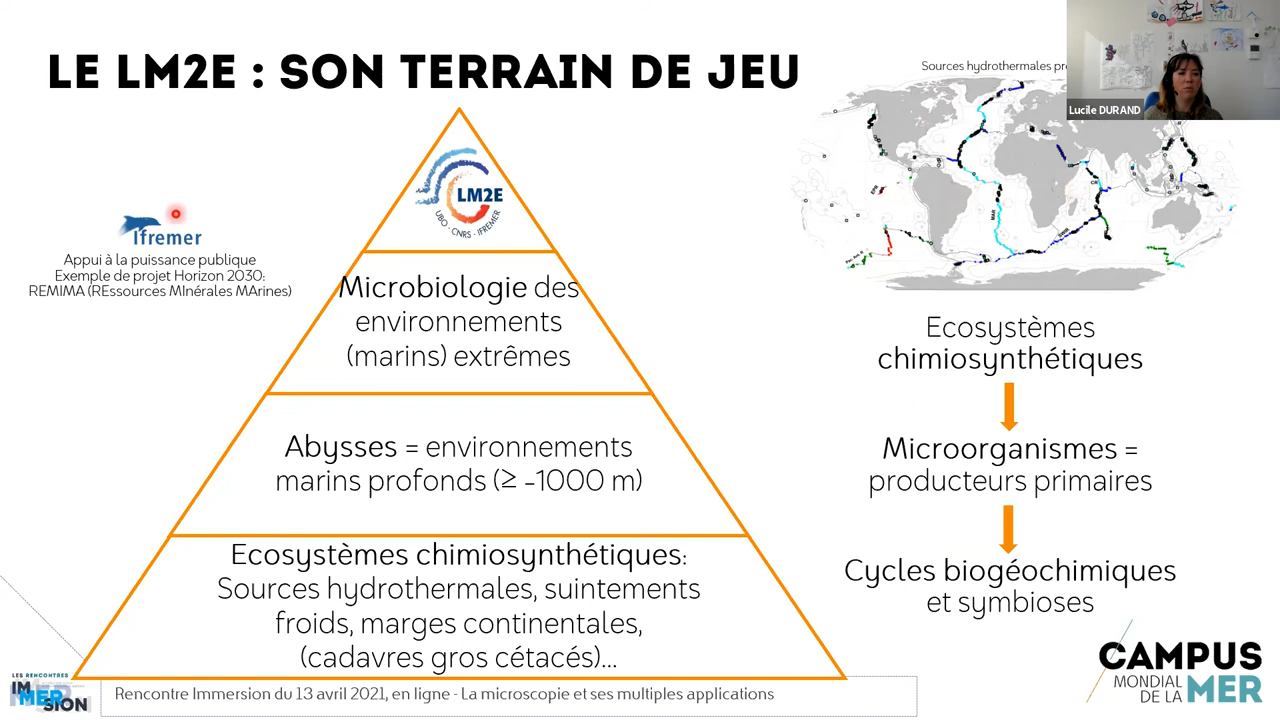 LE LM2E : SON TERRAIN DE JEU
Sources hydrothermales
Lucile DURAND
LM2E
UBO - CNRS - IFREMER
Ifremer
Appui à la puissance publique
Exemple de projet Horizon 2030:
REMIMA (REssources MInérales MArines)
Microbiologie des
environnements
(marins) extrêmes
Abysses = environnements
marins profonds (≥ -1000 m)
Ecosystèmes chimiosynthétiques:
Sources hydrothermales, suintements
froids, marges continentales,
(cadavres gros cétacés)...
EPR
MAR
Ecosystèmes
chimiosynthétiques
Microorganismes =
producteurs primaires
Cycles biogéochimiques
et symbioses
LES RENCONTRES
IMMERSION
Rencontre Immersion du 13 avril 2021, en ligne - La microscopie et ses multiples applications
CAMPUS
MONDIAL
DE LA MER